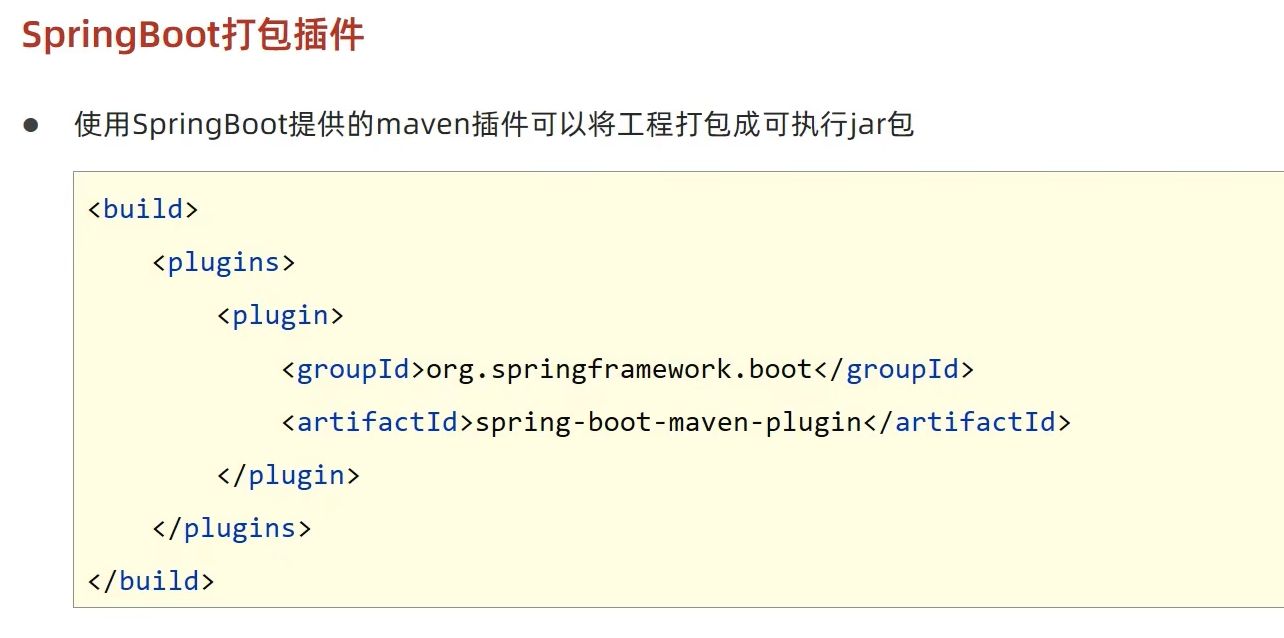 SpringBoot打包插件
● 使用SpringBoot提供的maven插件可以将工程打包成可执行jar包
<build>
    <plugins>
        <plugin>
            <groupId>org.springframework.boot</groupId>
            <artifactId>spring-boot-maven-plugin</artifactId>
        </plugin>
    </plugins>
</build>